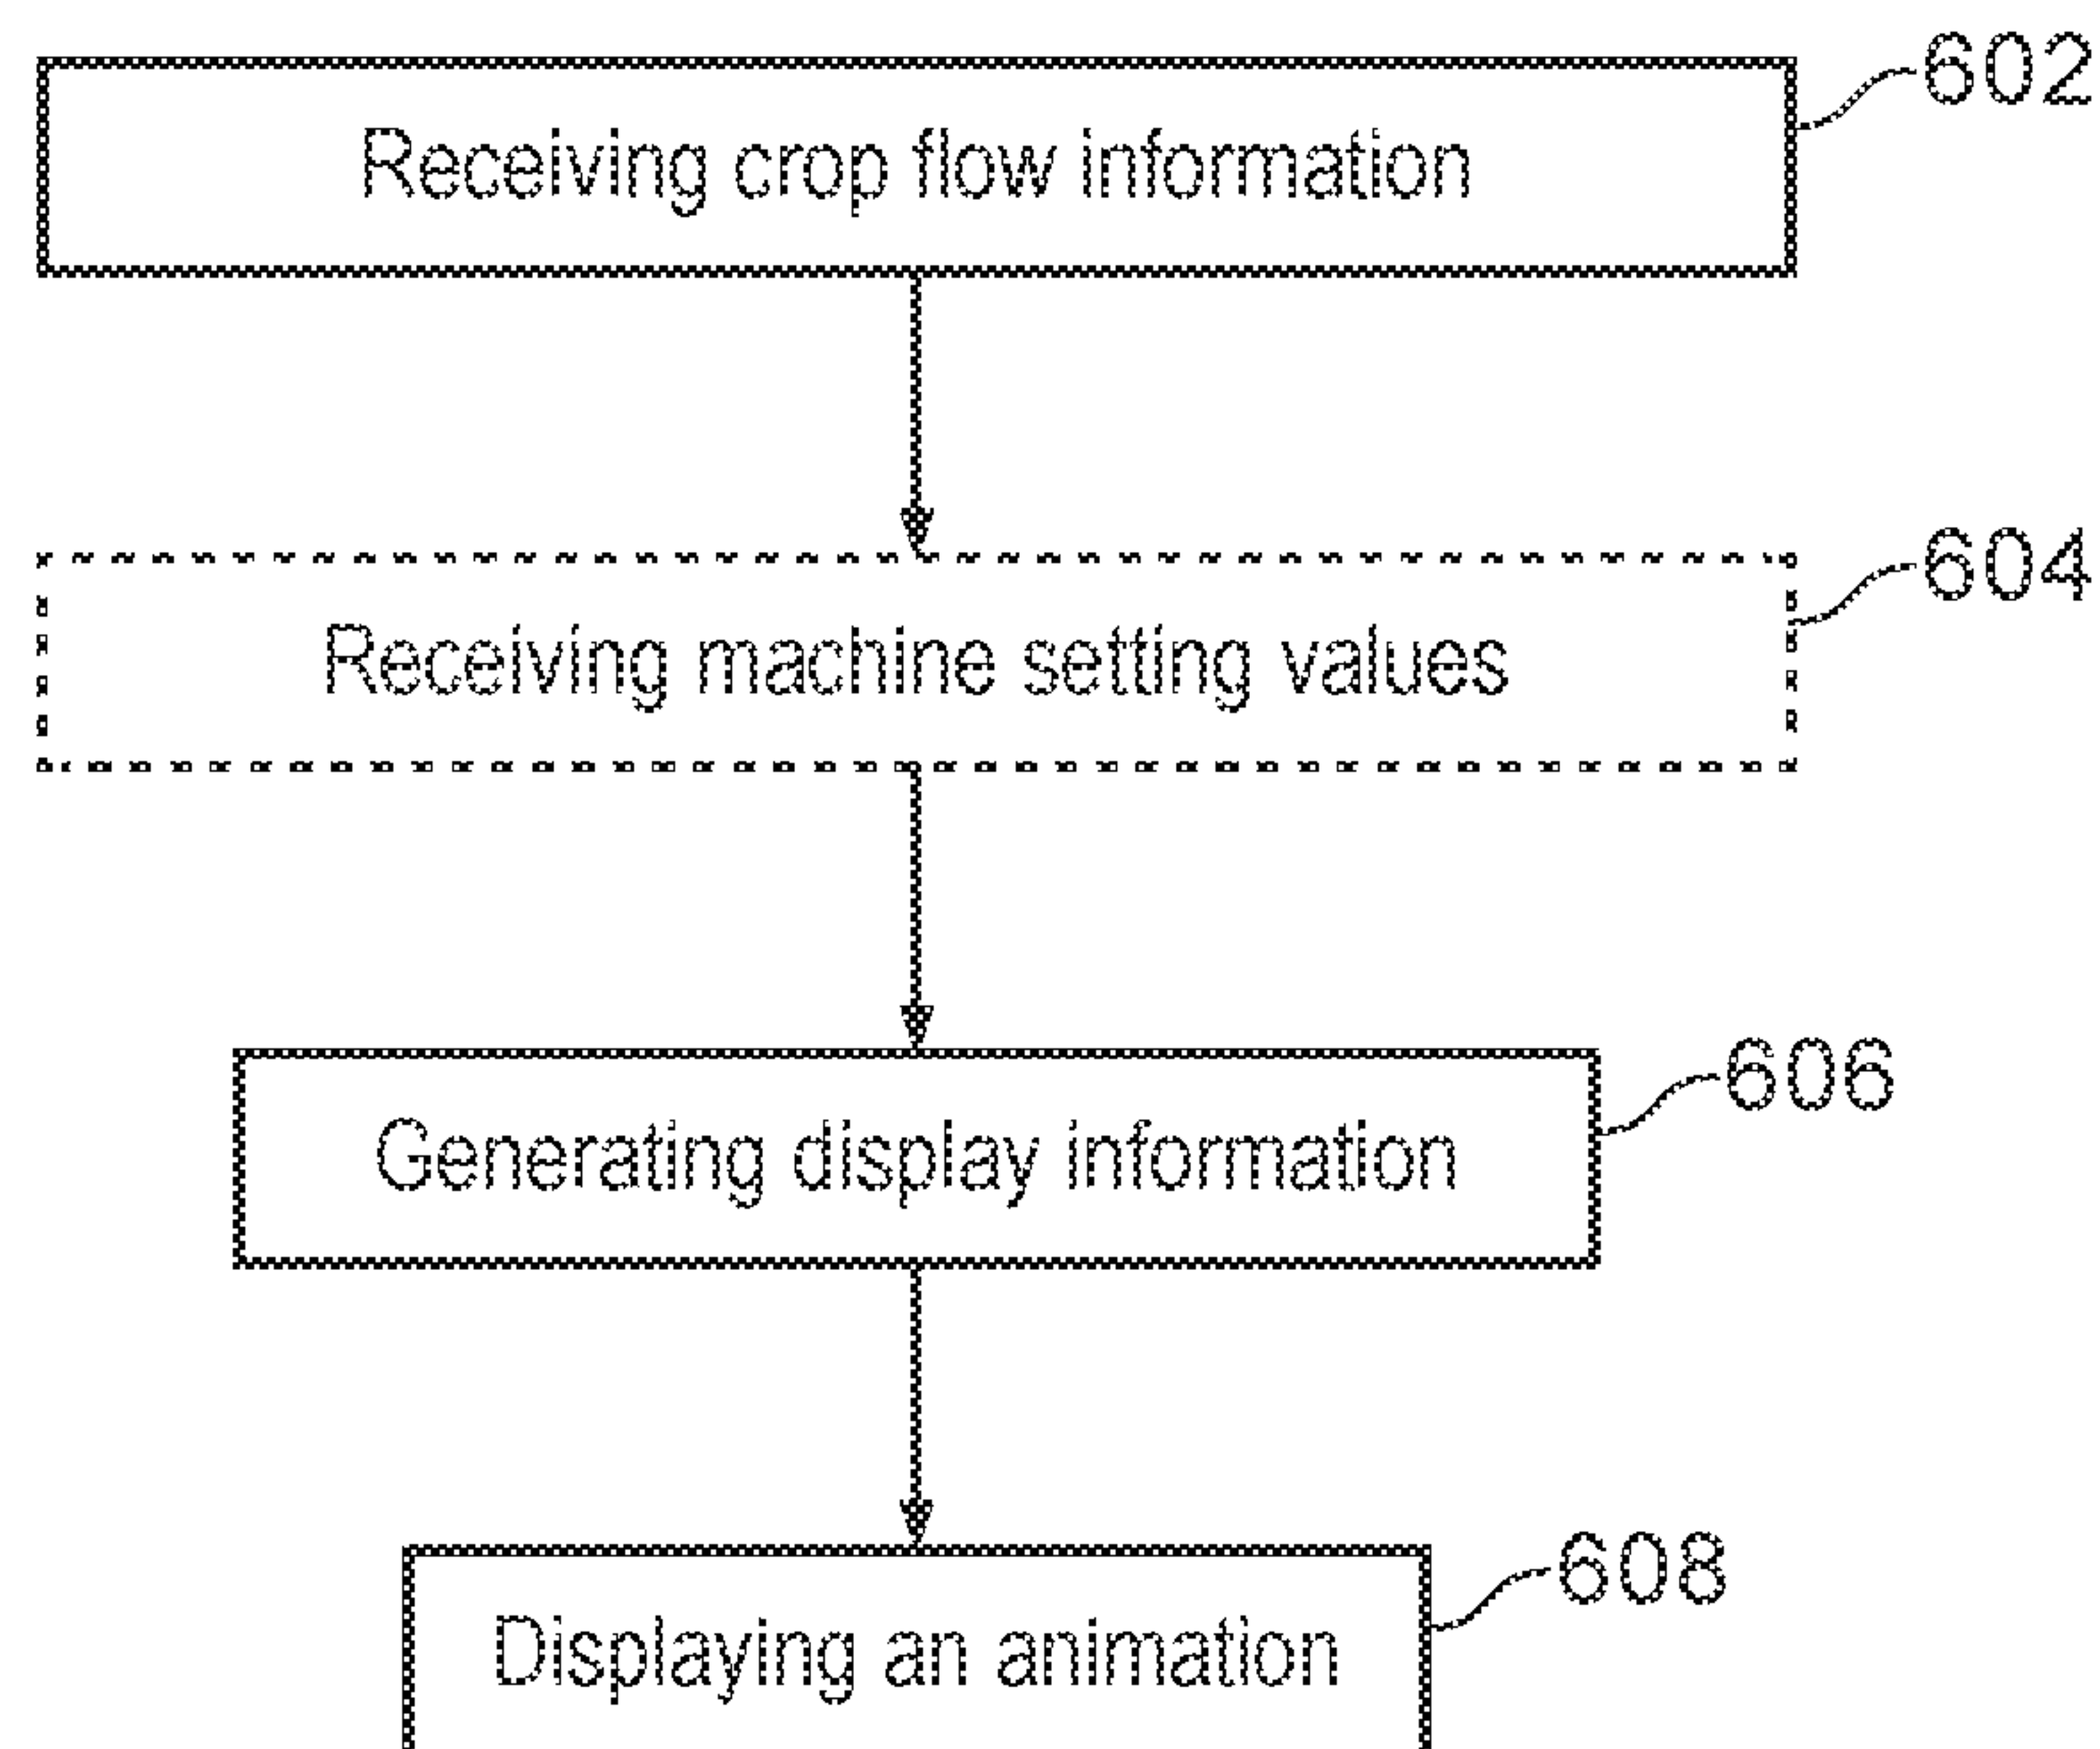 602
Receiving crop flow information
604
Receiving machine setting values
606
Generating display information
608
Displaying an animation